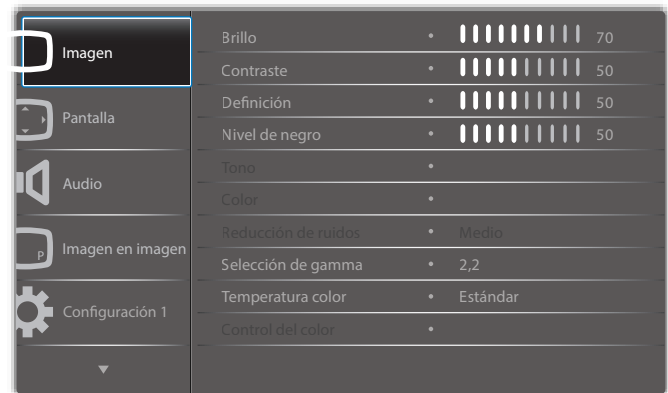 Imagen
Pantalla
Audio
P
Imagen en imagen
Configuración 1
Brillo • 70
Contraste • 50
Definición • 50
Nivel de negro • 50
Tono •
Color •
Reducción de ruidos • Medio
Selección de gamma • 2,2
Temperatura color • Estándar
Control del color •